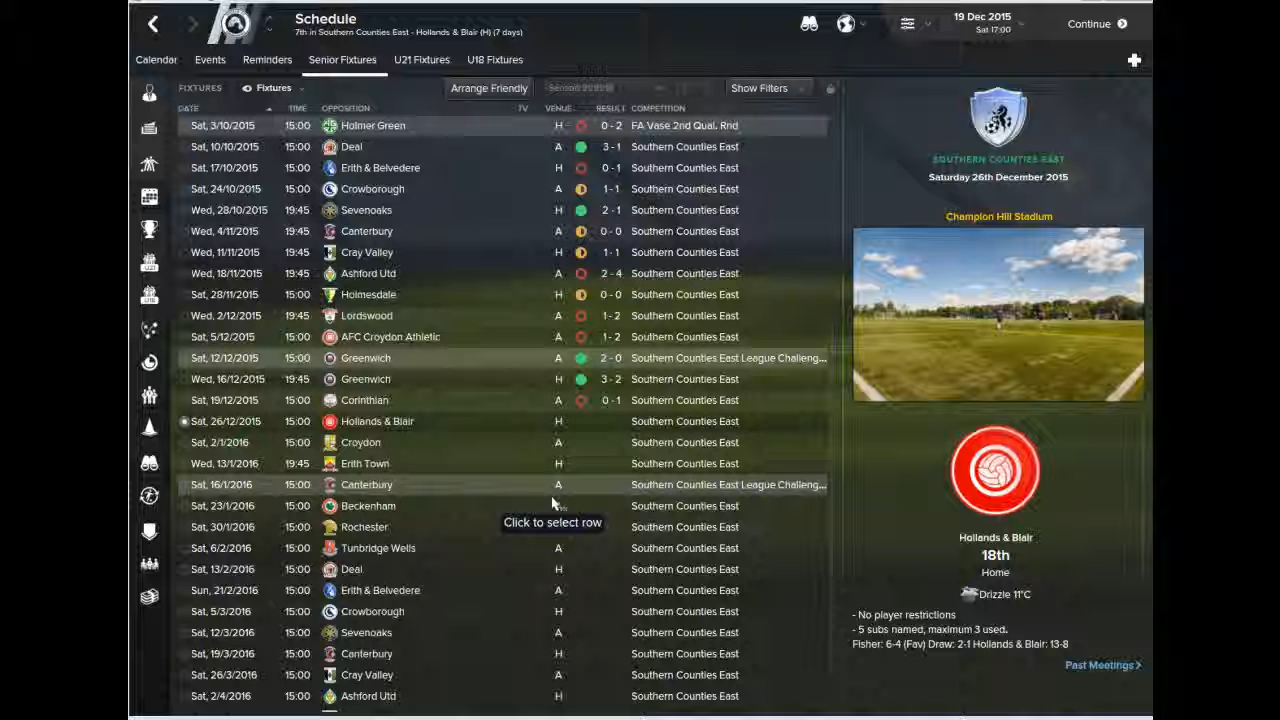 Schedule
7th in Southern Counties East - Hollands & Blair (H) (7 days)
19 Dec 2015
Sat 17:00
Continue
Calendar Events Reminders Senior Fixtures U21 Fixtures U18 Fixtures
FIXTURES Fixtures Arrange Friendly Show Filters
DATE TIME OPPOSITION TV VENUE RESULT COMPETITION
Sat, 3/10/2015 15:00 Holmer Green H 0 - 2 FA Vase 2nd Qual. Rnd
Sat, 10/10/2015 15:00 Deal A 3 - 1 Southern Counties East
Sat, 17/10/2015 15:00 Erith & Belvedere H 0 - 1 Southern Counties East
Sat, 24/10/2015 15:00 Crowborough A 1 - 1 Southern Counties East
Wed, 28/10/2015 19:45 Sevenoaks H 2 - 1 Southern Counties East
Wed, 4/11/2015 19:45 Canterbury A 0 - 0 Southern Counties East
Wed, 11/11/2015 19:45 Cray Valley H 1 - 1 Southern Counties East
Wed, 18/11/2015 19:45 Ashford Utd A 2 - 4 Southern Counties East
Sat, 28/11/2015 15:00 Holmesdale H 0 - 0 Southern Counties East
Wed, 2/12/2015 19:45 Lordswood A 1 - 2 Southern Counties East
Sat, 5/12/2015 15:00 AFC Croydon Athletic A 1 - 2 Southern Counties East
Sat, 12/12/2015 15:00 Greenwich A 2 - 0 Southern Counties East League Challeng...
Wed, 16/12/2015 19:45 Greenwich H 3 - 2 Southern Counties East
Sat, 19/12/2015 15:00 Corinthian A 0 - 1 Southern Counties East
Sat, 26/12/2015 15:00 Hollands & Blair H Southern Counties East
Sat, 2/1/2016 15:00 Croydon A Southern Counties East
Wed, 13/1/2016 19:45 Erith Town H Southern Counties East
Sat, 16/1/2016 15:00 Canterbury A Southern Counties East League Challeng...
Sat, 23/1/2016 15:00 Beckenham Southern Counties East
Sat, 30/1/2016 15:00 Rochester Southern Counties East
Click to select row
Sat, 6/2/2016 15:00 Tunbridge Wells A Southern Counties East
Sat, 13/2/2016 15:00 Deal H Southern Counties East
Sun, 21/2/2016 15:00 Erith & Belvedere A Southern Counties East
Sat, 5/3/2016 15:00 Crowborough H Southern Counties East
Sat, 12/3/2016 15:00 Sevenoaks A Southern Counties East
Sat, 19/3/2016 15:00 Canterbury H Southern Counties East
Sat, 26/3/2016 15:00 Cray Valley A Southern Counties East
Sat, 2/4/2016 15:00 Ashford Utd H Southern Counties East
SOUTHERN COUNTIES EAST
Saturday 26th December 2015
Champion Hill Stadium
Hollands & Blair
18th
Home
Drizzle 11°C
- No player restrictions
- 5 subs named, maximum 3 used.
Fisher: 6-4 (Fav) Draw: 2-1 Hollands & Blair: 13-8
Past Meetings >